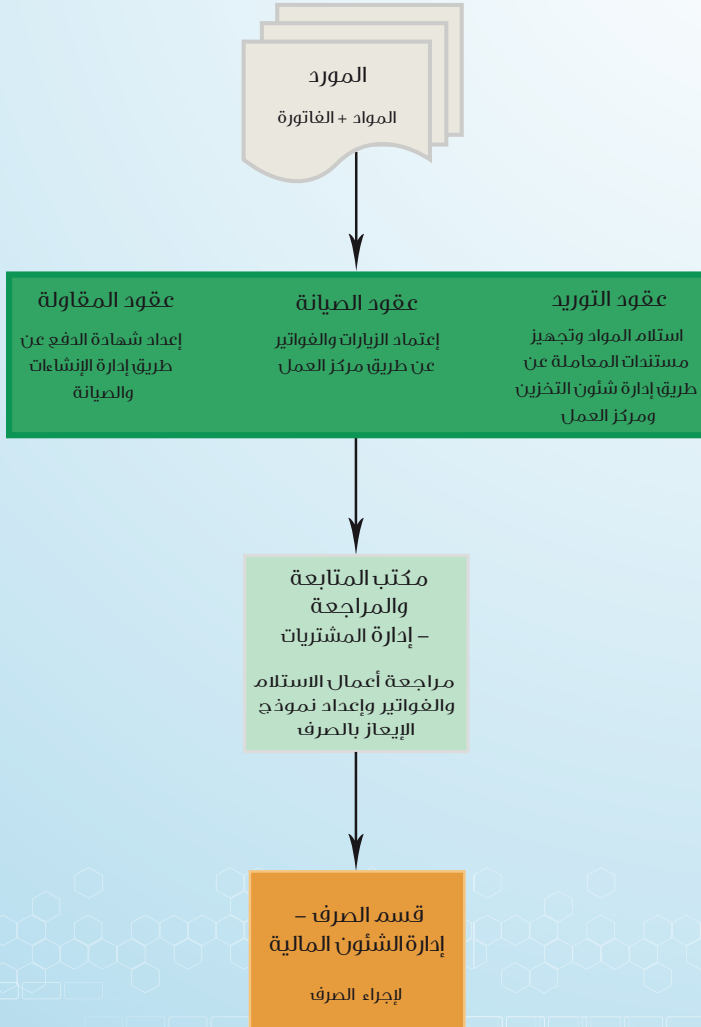 المورد
المواد + الفاتورة
عقود التوريد
استلام المواد وتجهيز
مستندات المعاملة عن
طريق إدارة شئون التخزين
ومركز العمل
عقود الصيانة
إعتماد الزيارات والفواتير
عن طريق مركز العمل
عقود المقاولة
إعداد شهادة الدفع عن
طريق إدارة الإنشاءات
والصيانة
مكتب المتابعة
والمراجعة
– إدارة المشتريات
مراجعة أعمال الاستلام
والفواتير وإعداد نموذج
الإيعاز بالصرف
قسم الصرف –
إدارة الشئون المالية
لإجراء الصرف